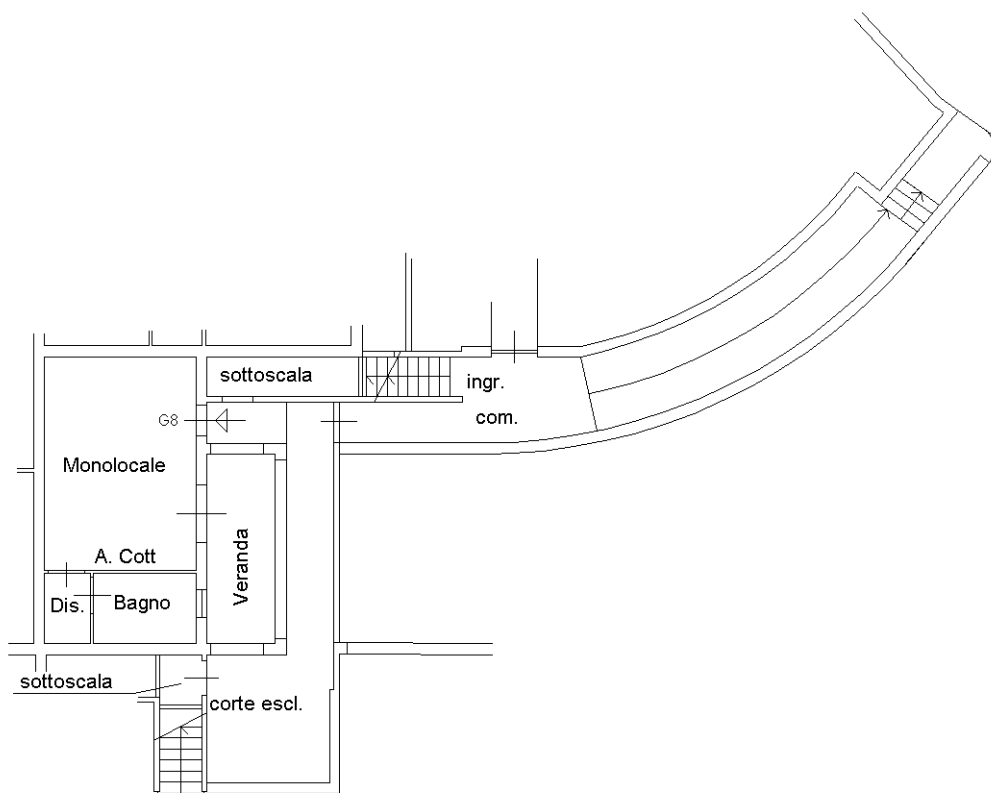 sottoscala
ingr.
com.
G8
Monolocale
A. Cott
Veranda
Dis.
Bagno
sottoscala
corte escl.